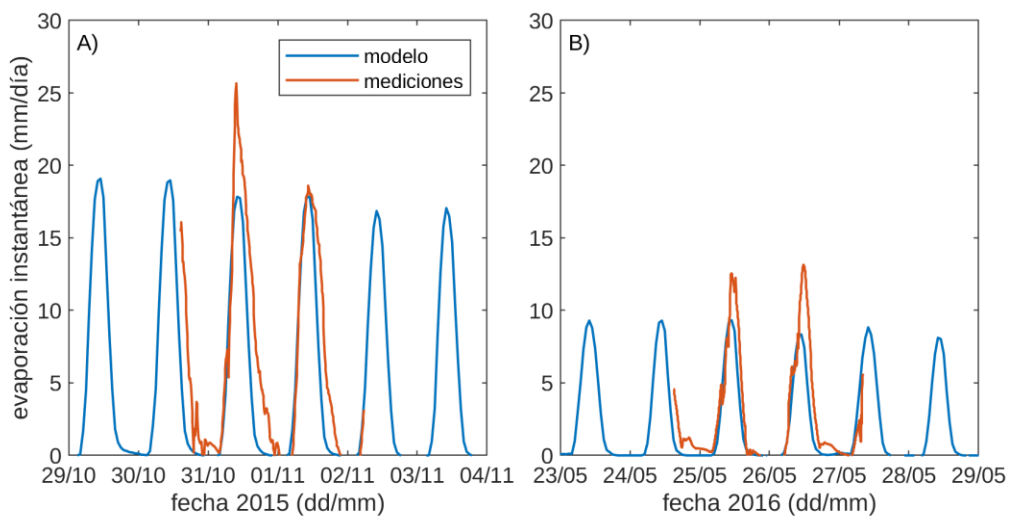 A)
modelo
mediciones
evaporación instantánea (mm/día)
30
25
20
15
10
5
0
29/10 30/10 31/10 01/11 02/11 03/11 04/11
fecha 2015 (dd/mm)
B)
30
25
20
15
10
5
0
23/05 24/05 25/05 26/05 27/05 28/05 29/05
fecha 2016 (dd/mm)